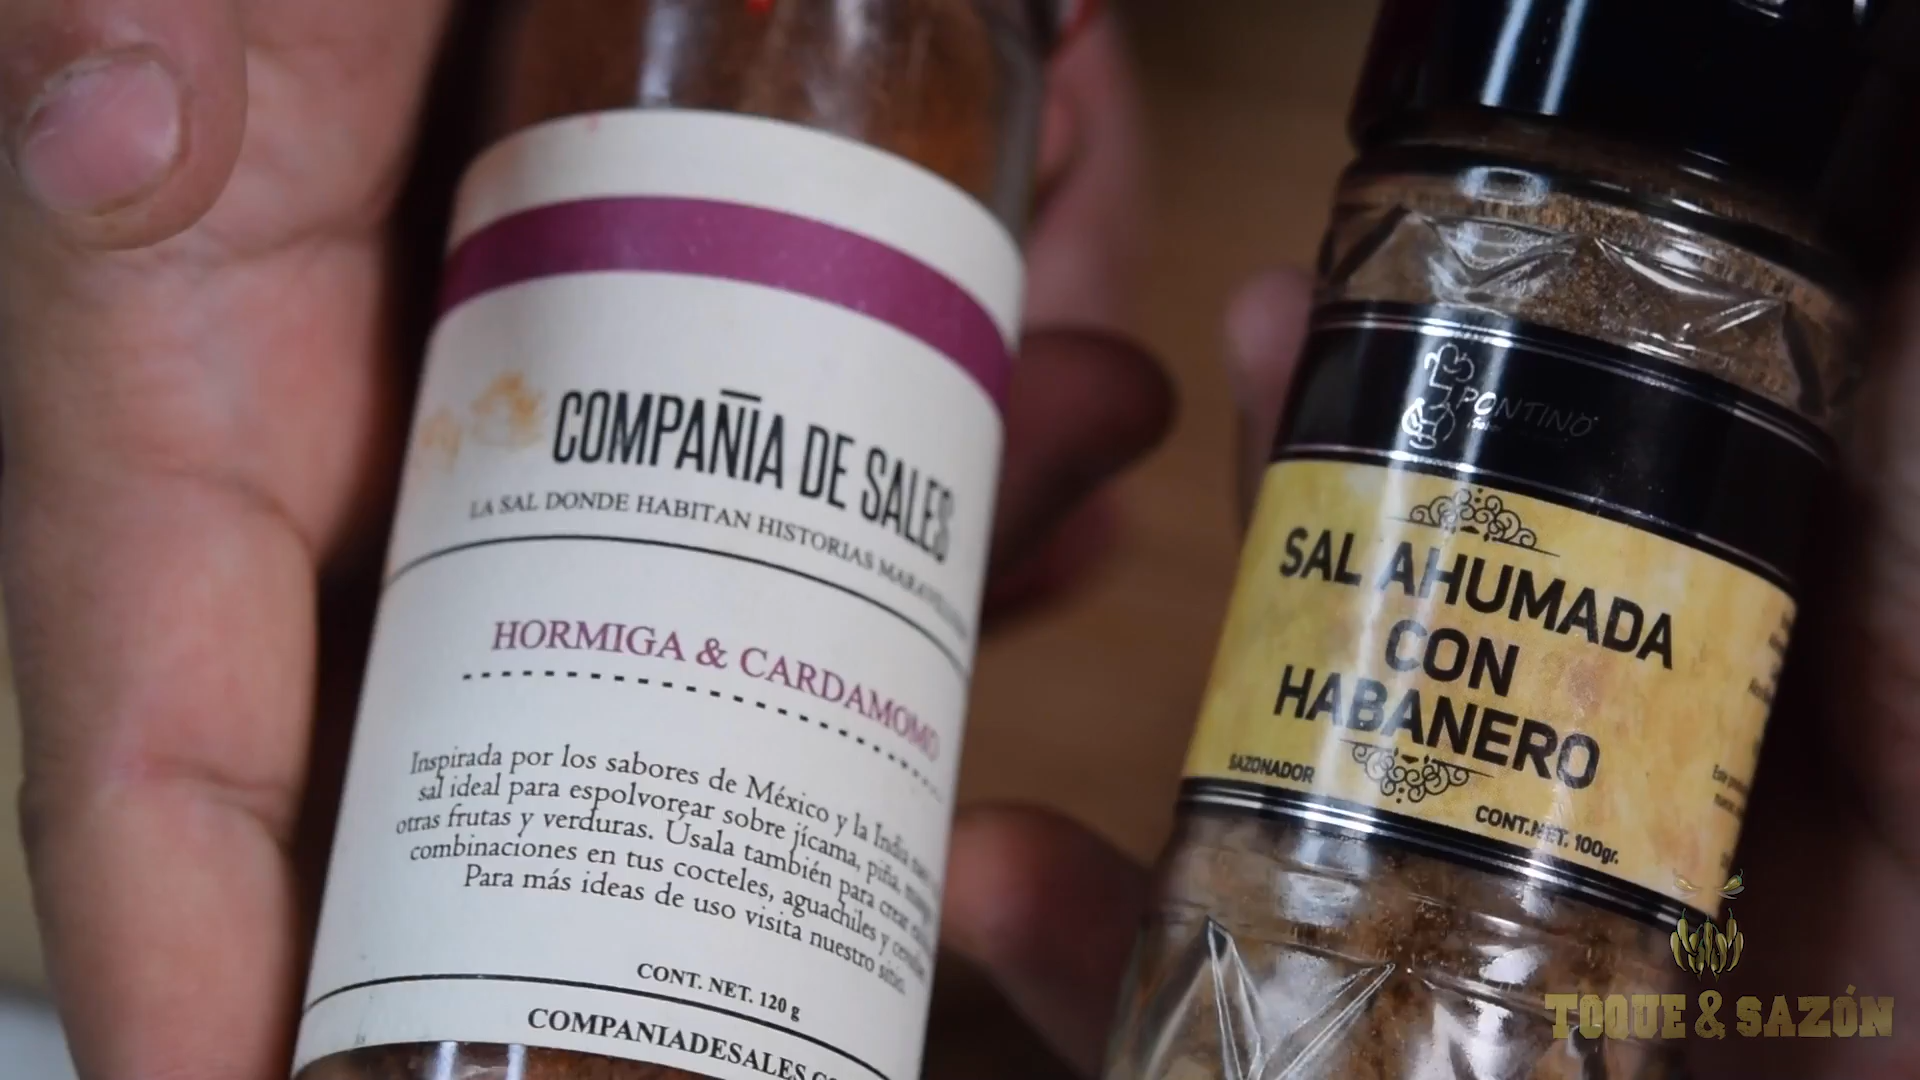 COMPAÑIA DE SALES
LA SAL DONDE HABITAN HISTORIAS
HORMIGA & CARDAMOMO
Inspirada por los sabores de México y la India
sal ideal para espolvorear sobre jícama, piña,
otras frutas y verduras. Úsala también para crear
combinaciones en tus cocteles, aguachiles y
Para más ideas de uso visita nuestro sitio.
CONT. NET. 120 g
COMPANIADESALES.
PONTINO
SAL AHUMADA
CON
HABANERO
SAZONADOR
CONT.NET. 100gr.
TOQUE & SAZÓN